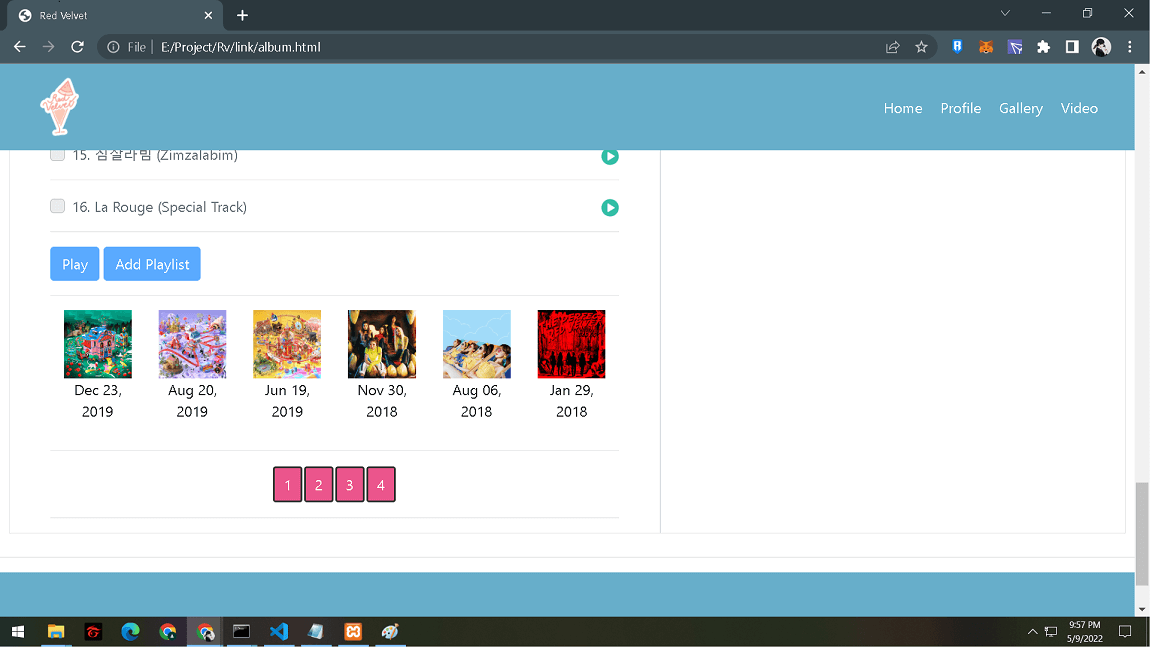 Red Velvet
File
E:/Project/Rv/link/album.html
Red Velvet
Home Profile Gallery Video
15. 짐살라빔 (Zimzalabim)
16. La Rouge (Special Track)
Play Add Playlist
Dec 23, 2019
Aug 20, 2019
Jun 19, 2019
Nov 30, 2018
Aug 06, 2018
Jan 29, 2018
1 2 3 4
9:57 PM
5/9/2022